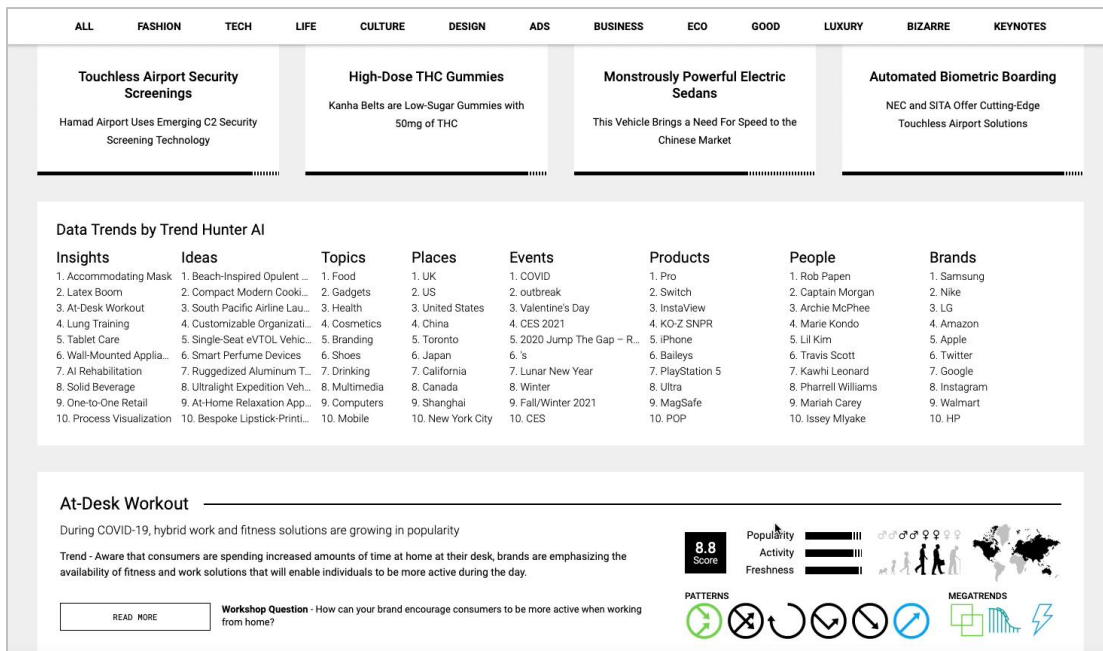 ALL FASHION TECH LIFE CULTURE DESIGN ADS BUSINESS ECO GOOD LUXURY BIZARRE KEYNOTES
Touchless Airport Security
Screenings
Hamad Airport Uses Emerging C2 Security
Screening Technology
High-Dose THC Gummies
Kanha Belts are Low-Sugar Gummies with
50mg of THC
Monstrously Powerful Electric
Sedans
This Vehicle Brings a Need For Speed to the
Chinese Market
Automated Biometric Boarding
NEC and SITA Offer Cutting-Edge
Touchless Airport Solutions
Data Trends by Trend Hunter AI
Insights
1. Accommodating Mask
2. Latex Boom
3. At-Desk Workout
4. Lung Training
5. Tablet Care
6. Wall-Mounted Applia...
7. AI Rehabilitation
8. Solid Beverage
9. One-to-One Retail
10. Process Visualization
Ideas
1. Beach-Inspired Opulent ...
2. Compact Modern Cooki...
3. South Pacific Airline Lau...
4. Customizable Organizati...
5. Single-Seat eVTOL Vehic...
6. Smart Perfume Devices
7. Ruggedized Aluminum T...
8. Ultralight Expedition Veh...
9. At-Home Relaxation App...
10. Bespoke Lipstick-Printi...
Topics
1. Food
2. Gadgets
3. Health
4. Cosmetics
5. Branding
6. Shoes
7. Drinking
8. Multimedia
9. Computers
10. Mobile
Places
1. UK
2. US
3. United States
4. China
5. Toronto
6. Japan
7. California
8. Canada
9. Shanghai
10. New York City
Events
1. COVID
2. outbreak
3. Valentine's Day
4. CES 2021
5. 2020 Jump The Gap – R...
6. 's
7. Lunar New Year
8. Winter
9. Fall/Winter 2021
10. CES
Products
1. Pro
2. Switch
3. InstaView
4. KO-Z SNPR
5. iPhone
6. Baileys
7. PlayStation 5
8. Ultra
9. MagSafe
10. POP
People
1. Rob Papen
2. Captain Morgan
3. Archie McPhee
4. Marie Kondo
5. Lil Kim
6. Travis Scott
7. Kawhi Leonard
8. Pharrell Williams
9. Mariah Carey
10. Issey MIyake
Brands
1. Samsung
2. Nike
3. LG
4. Amazon
5. Apple
6. Twitter
7. Google
8. Instagram
9. Walmart
10. HP
At-Desk Workout
During COVID-19, hybrid work and fitness solutions are growing in popularity
Trend - Aware that consumers are spending increased amounts of time at home at their desk, brands are emphasizing the
availability of fitness and work solutions that will enable individuals to be more active during the day.
READ MORE
Workshop Question - How can your brand encourage consumers to be more active when working
from home?
8.8
Score
Popularity
Activity
Freshness
PATTERNS
MEGATRENDS